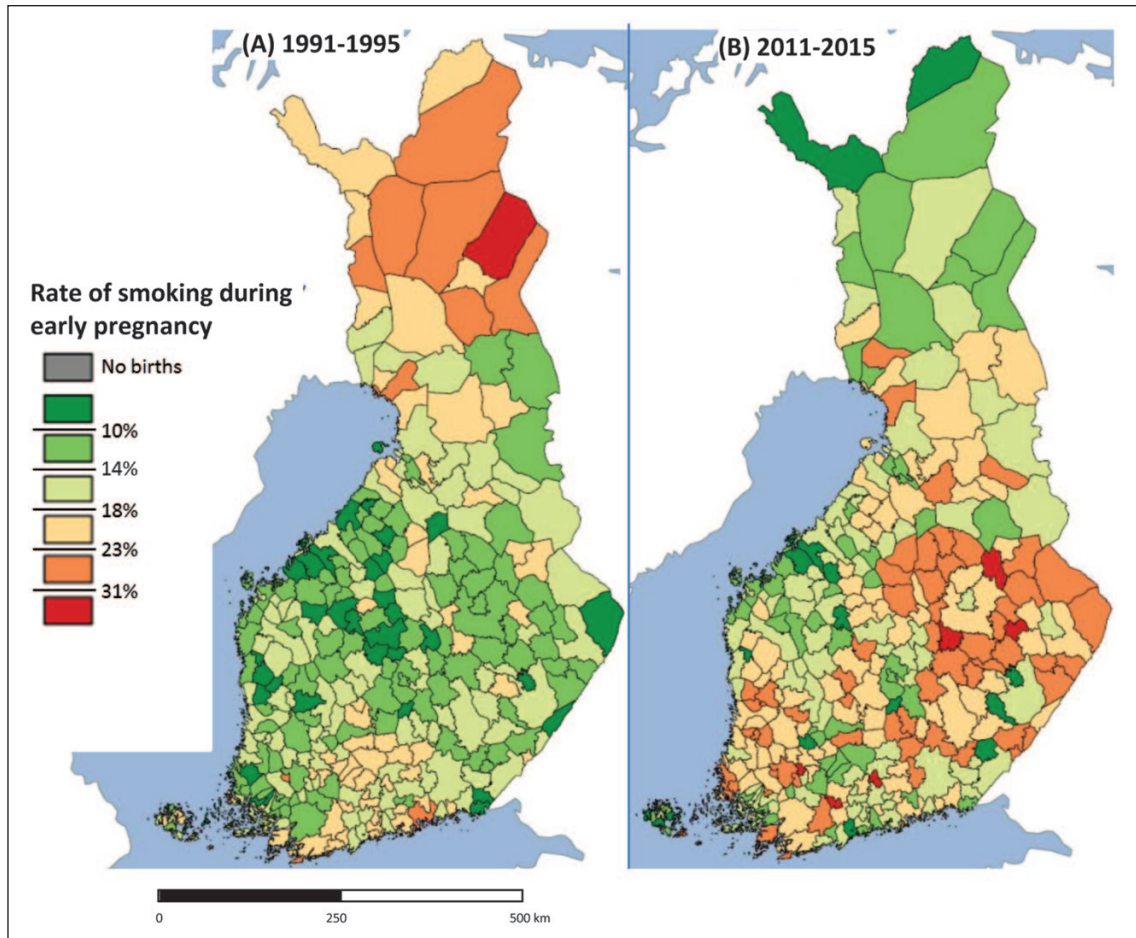 (A) 1991-1995
(B) 2011-2015
Rate of smoking during
early pregnancy
No births
10%
14%
18%
23%
31%
0
250
500 km